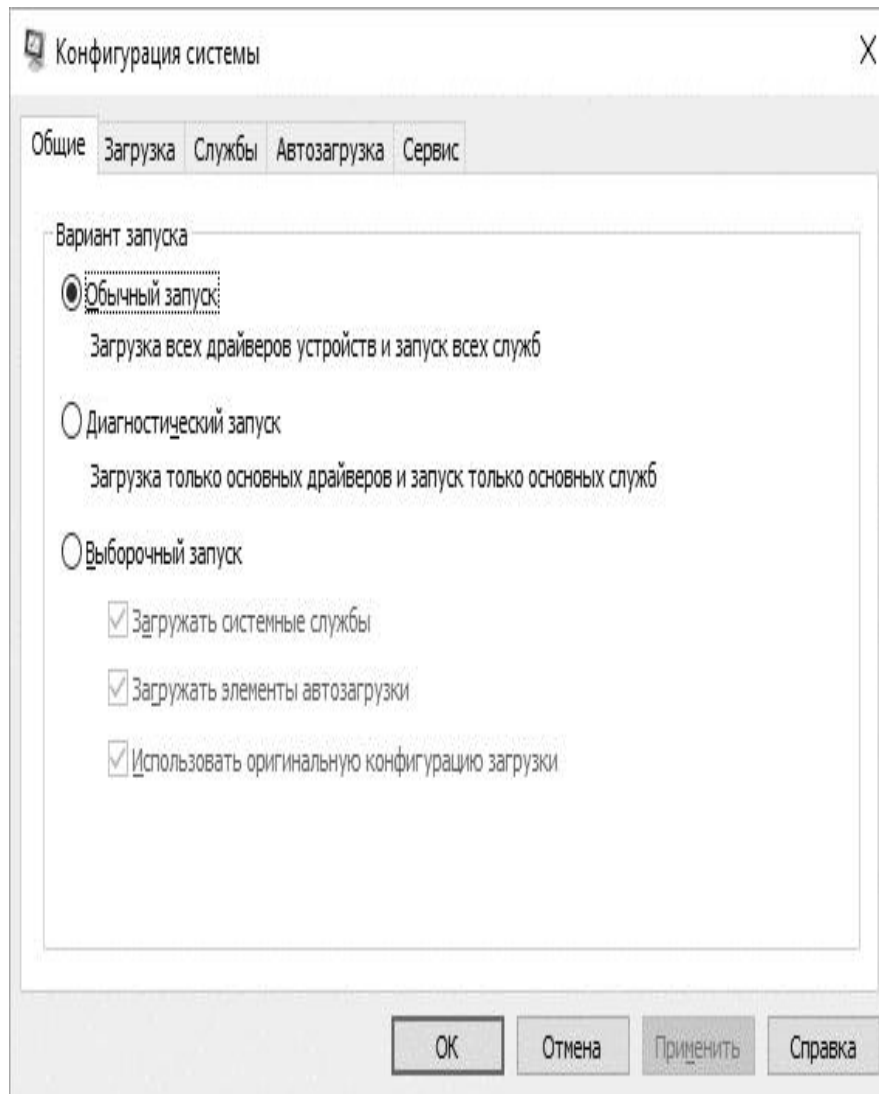 Конфигурация системы
Общие Загрузка Службы Автозагрузка Сервис
Вариант запуска
Обычный запуск
Загрузка всех драйверов устройств и запуск всех служб
Диагностический запуск
Загрузка только основных драйверов и запуск только основных служб
Выборочный запуск
Загружать системные службы
Загружать элементы автозагрузки
Использовать оригинальную конфигурацию загрузки
ОК Отмена Применить Справка